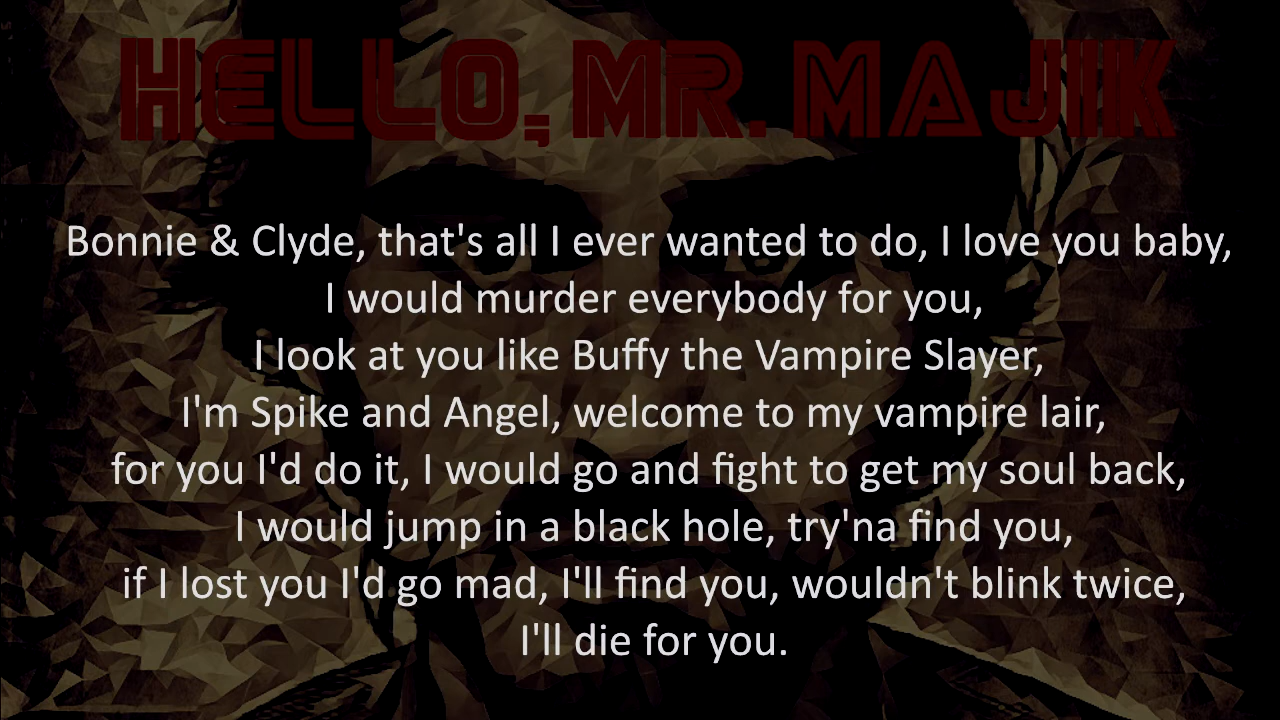 HELLO, MR. MAJIK
Bonnie & Clyde, that's all I ever wanted to do, I love you baby,
I would murder everybody for you,
I look at you like Buffy the Vampire Slayer,
I'm Spike and Angel, welcome to my vampire lair,
for you I'd do it, I would go and fight to get my soul back,
I would jump in a black hole, try'na find you,
if I lost you I'd go mad, I'll find you, wouldn't blink twice,
I'll die for you.